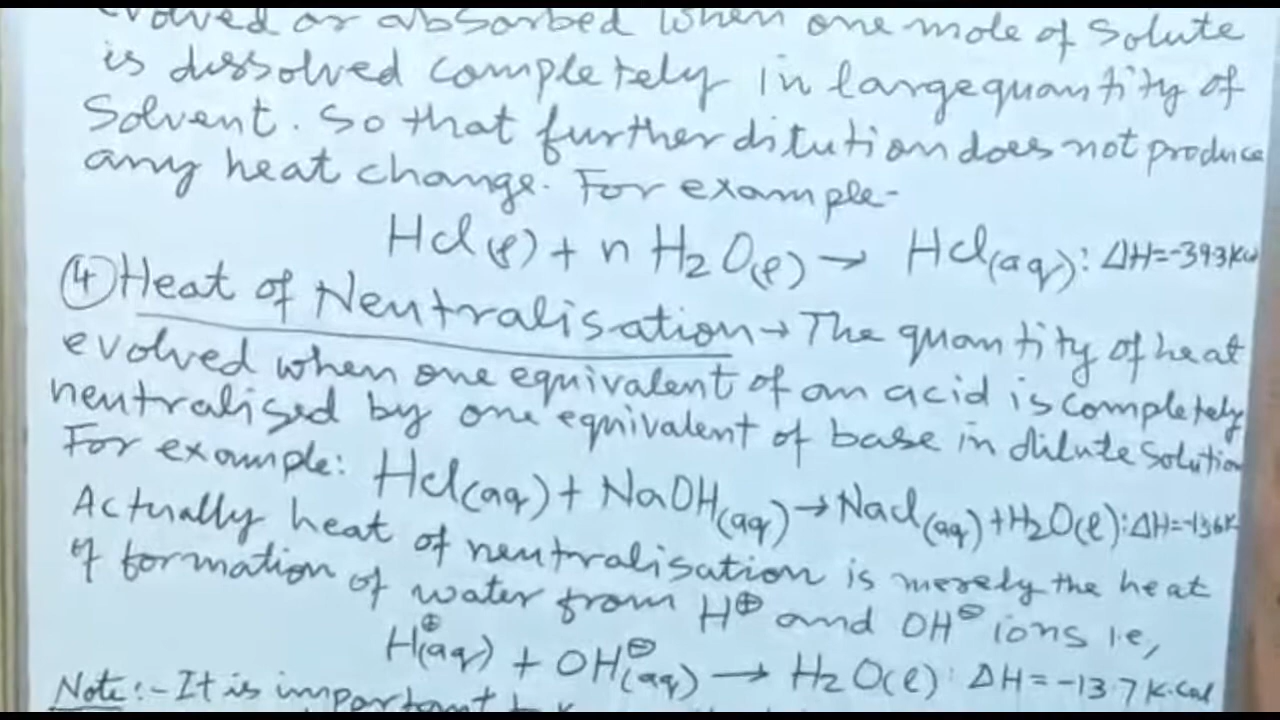 evolved or absorbed when one mole of solute
is dissolved completely in large quantity of
Solvent. So that further ditution does not produce
any heat change. For example-
Hcl(g) + n H2O(l) → Hcl(aq): ΔH=-393 K
④ Heat of Neutralisation → The quantity of heat
evolved when one equivalent of an acid is completely
neutralised by one equivalent of base in dilute solution
For example: Hcl(aq) + NaOH(aq) → Nacl(aq) + H2O(l): ΔH=-13.6 K
Actually heat of neutralisation is merely the heat
of formation of water from H⊕ and OH⊖ ions i.e,
H⊕(aq) + OH⊖(aq) → H2O(l): ΔH = -13.7 K.cal
Note:- It is important